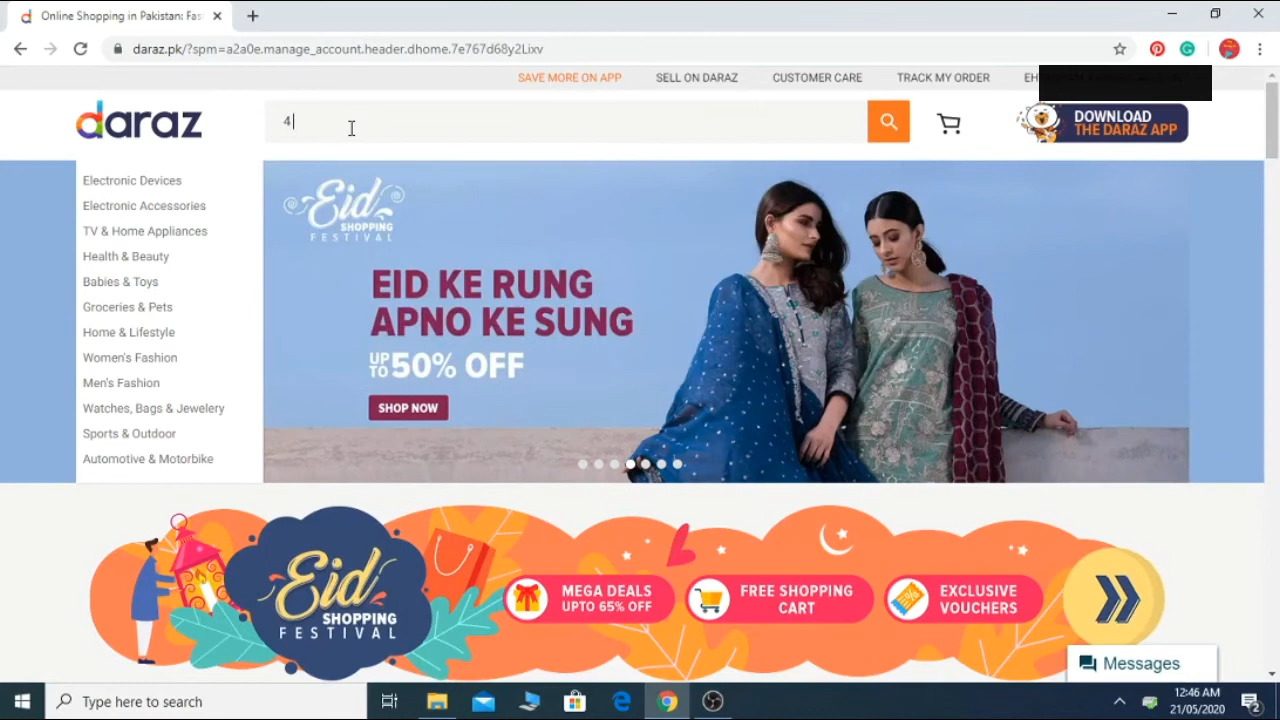 Online Shopping in Pakistan: Fas
daraz.pk/?spm=a2a0e.manage_account.header.dhome.7e767d68y2Lixv
SAVE MORE ON APP
SELL ON DARAZ
CUSTOMER CARE
TRACK MY ORDER
daraz
4
DOWNLOAD
THE DARAZ APP
Electronic Devices
Electronic Accessories
TV & Home Appliances
Health & Beauty
Babies & Toys
Groceries & Pets
Home & Lifestyle
Women's Fashion
Men's Fashion
Watches, Bags & Jewelery
Sports & Outdoor
Automotive & Motorbike
Eid
SHOPPING
FESTIVAL
EID KE RUNG
APNO KE SUNG
UP TO 50% OFF
SHOP NOW
Eid
SHOPPING
FESTIVAL
MEGA DEALS
UPTO 65% OFF
FREE SHOPPING
CART
EXCLUSIVE
VOUCHERS
Messages
Type here to search
12:46 AM
21/05/2020
2